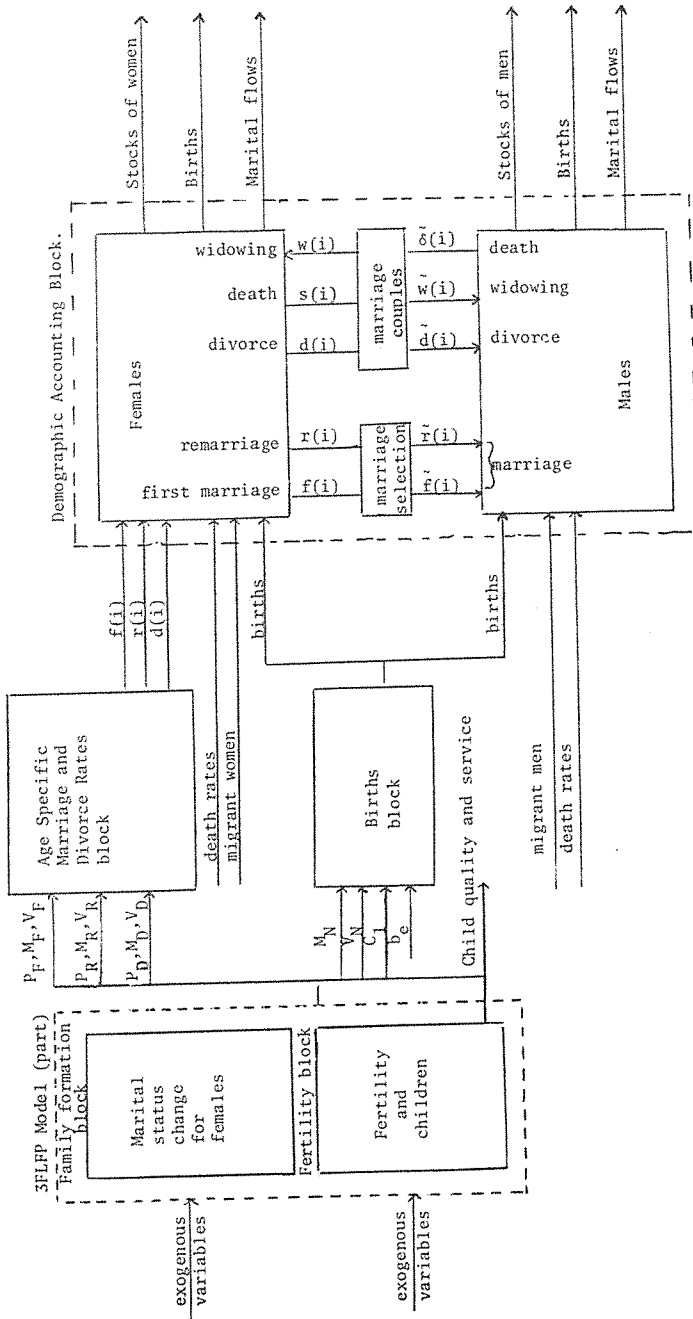 3FLFP Model (part)
Family formation
block
Marital
status
change
for
females
Fertility block
Fertility
and
children
exogenous
variables
exogenous
variables
P_F,M_F,V_F
P_R,M_R,V_R
P_D,M_D,V_D
Age Specific
Marriage and
Divorce Rates
block
f(i)
r(i)
d(i)
death rates
migrant women
M_N
V_N
C_1
b_e
Births
block
births
births
Child quality and service
migrant men
death rates
Demographic Accounting Block.
Females
first marriage
remarriage
divorce
death
widowing
f(i)
r(i)
d(i)
s(i)
w(i)
marriage
selection
marriage
couples
f̃(i)
r̃(i)
d̃(i)
w̃(i)
δ̃(i)
marriage
divorce
widowing
death
Males
Stocks of women
Births
Marital flows
Stocks of men
Births
Marital flows